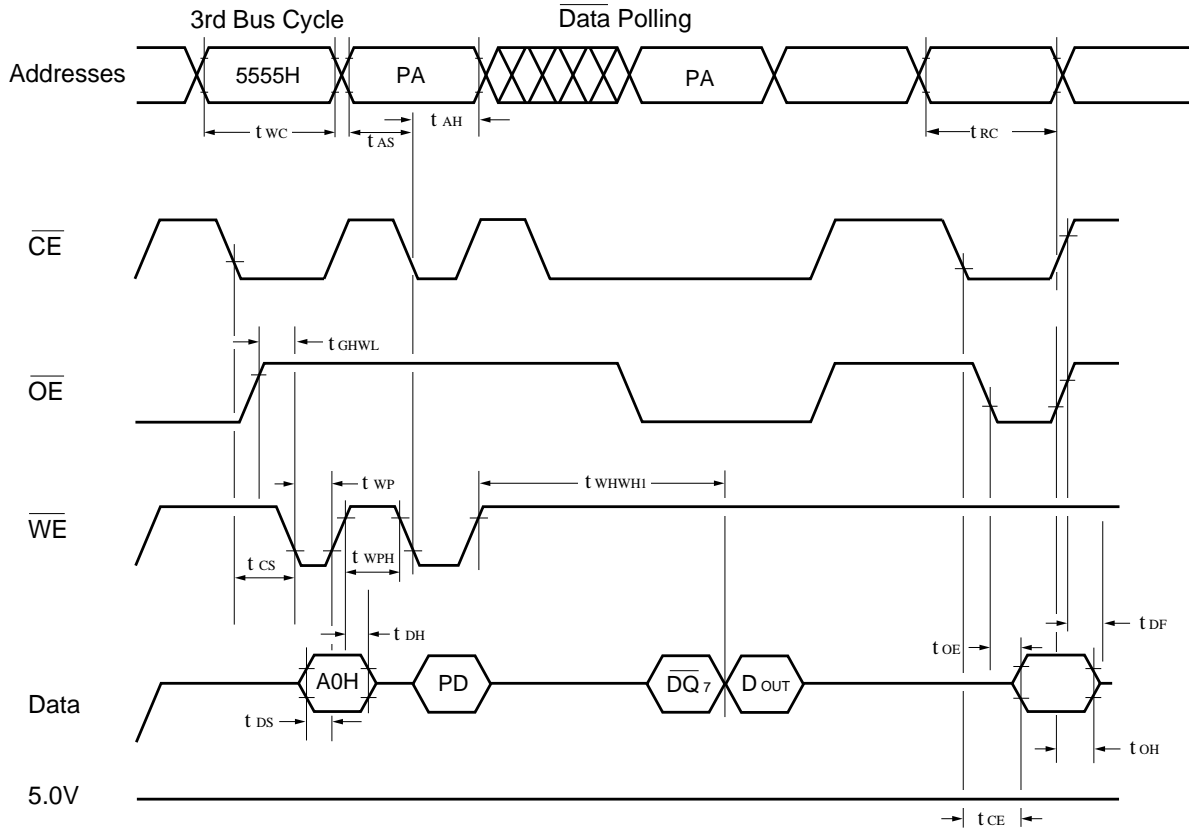 3rd Bus Cycle
Data Polling
Addresses
5555H
PA
PA
t WC
t AS
t AH
t RC
CE
t GHWL
OE
t WP
t WHWH1
WE
t CS
t WPH
t DH
t OE
t DF
Data
A0H
PD
DQ 7
D OUT
t DS
t OH
5.0V
t CE